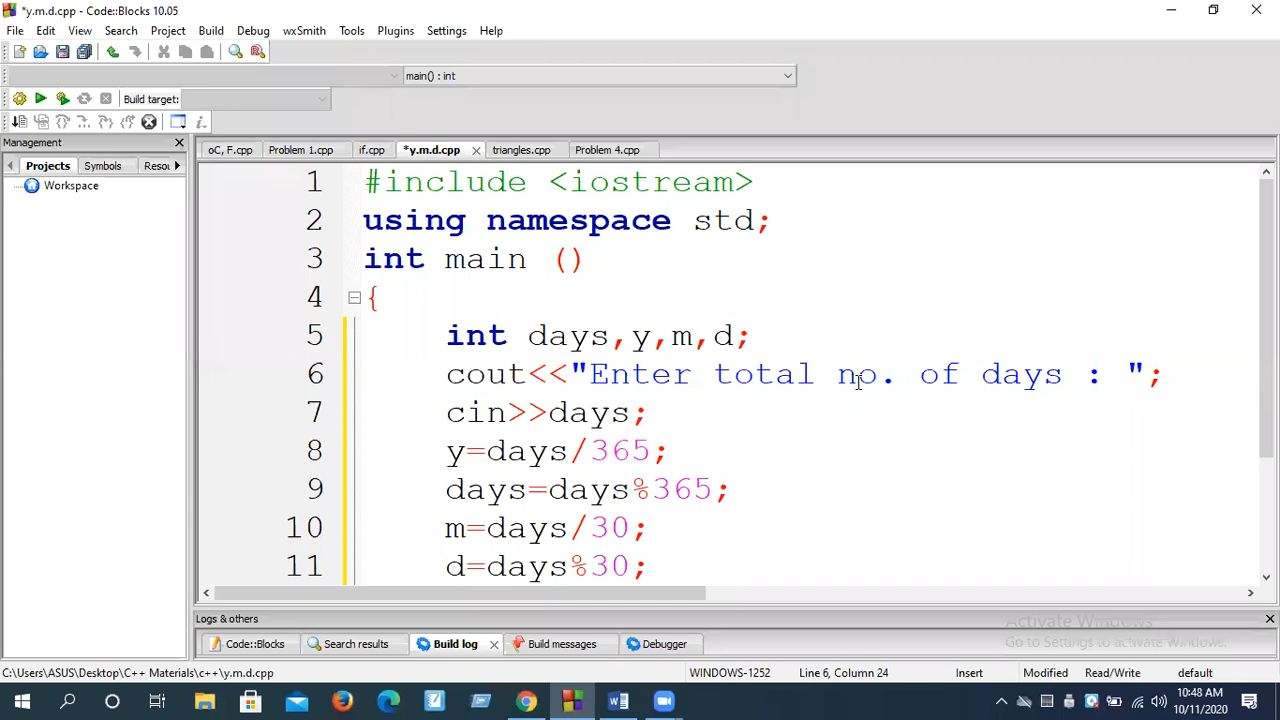 *y.m.d.cpp - Code::Blocks 10.05
File Edit View Search Project Build Debug wxSmith Tools Plugins Settings Help
main() : int
Build target:
Management
oC, F.cpp Problem 1.cpp if.cpp *y.m.d.cpp triangles.cpp Problem 4.cpp
Projects Symbols Resou
Workspace
1 #include <iostream>
2 using namespace std;
3 int main ()
4 {
5 int days,y,m,d;
6 cout<<"Enter total no. of days : ";
7 cin>>days;
8 y=days/365;
9 days=days%365;
10 m=days/30;
11 d=days%30;
Logs & others
Activate Windows
Go to Settings to activate Windows.
Code::Blocks Search results Build log Build messages Debugger
C:\Users\ASUS\Desktop\C++ Materials\c++\y.m.d.cpp WINDOWS-1252 Line 6, Column 24 Insert Modified Read/Write default
10:48 AM
10/11/2020